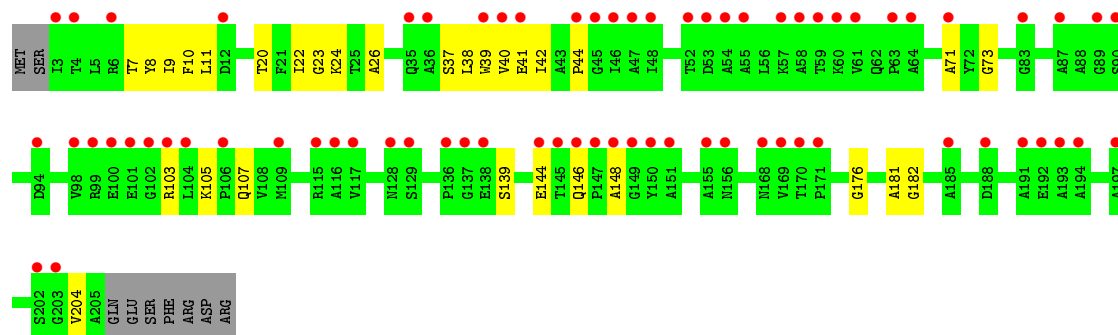 MET SER I3 T4 L5 R6 T7 Y8 I9 F10 L11 D12 T20 F21 I22 G23 K24 T25 A26 Q35 A36 S37 L38 W39 V40 E41 I42 A43 P44 G45 I46 A47 I48 T52 D53 A54 A55 L56 K57 A58 T59 K60 V61 Q62 P63 A64 A71 Y72 G73 G83 A87 A88 G89 S90
D94 V98 R99 E100 E101 G102 R103 L104 K105 P106 Q107 V108 M109 R115 A116 V117 N128 S129 P136 G137 E138 S139 E144 T145 Q146 P147 A148 G149 Y150 A151 A155 N156 N168 V169 T170 P171 G176 A181 G182 A185 D188 A191 E192 A193 A194 A197
S202 G203 V204 A205 GLN GLU SER PHE ARG ASP ARG